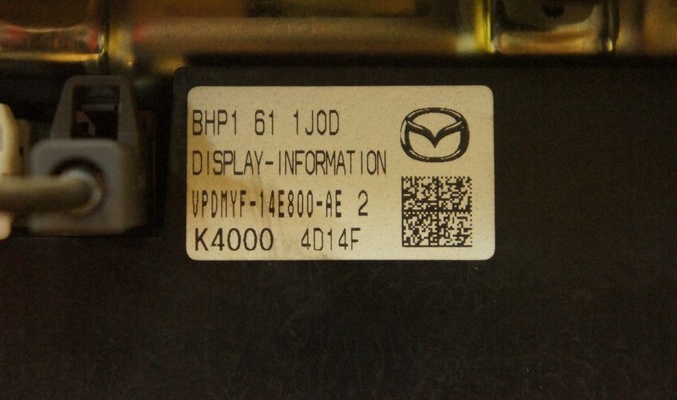 BHP1 61 1J0D
DISPLAY-INFORMATION
VPDMYF-14E800-AE 2
K4000 4D14F